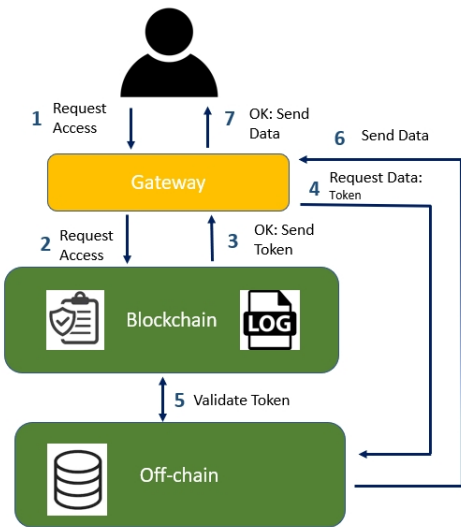 1 Request
Access
7 OK: Send
Data
6 Send Data
Gateway
4 Request Data:
Token
2 Request
Access
3 OK: Send
Token
Blockchain
LOG
5 Validate Token
Off-chain